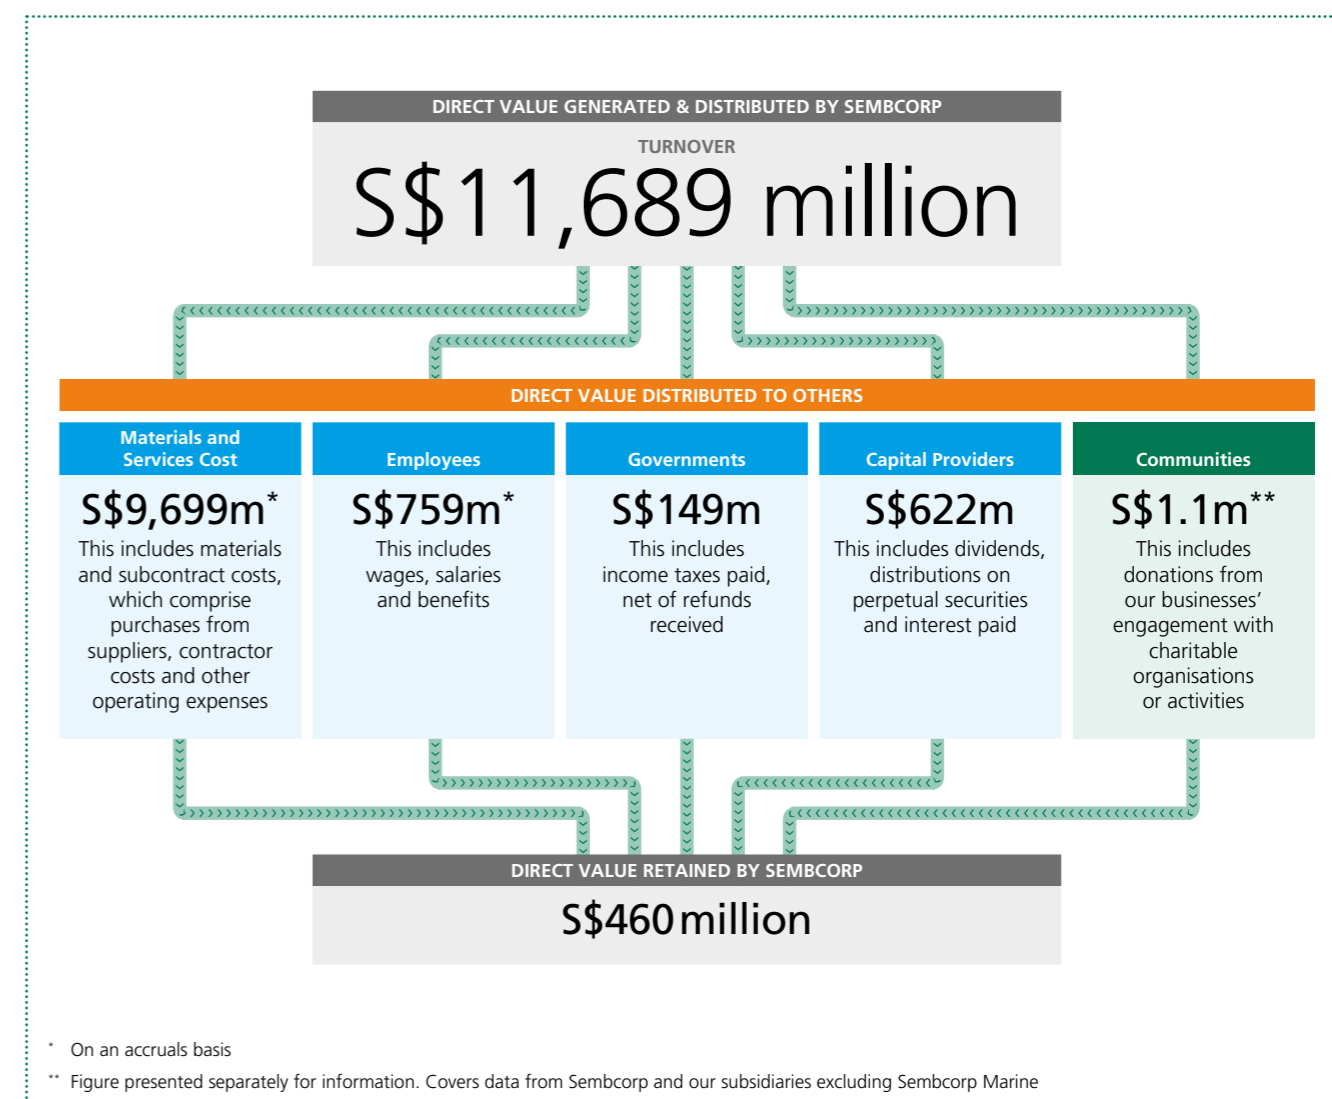 DIRECT VALUE GENERATED & DISTRIBUTED BY SEMBCORP
TURNOVER
S$11,689 million
DIRECT VALUE DISTRIBUTED TO OTHERS
Materials and
Services Cost
S$9,699m*
This includes materials
and subcontract costs,
which comprise
purchases from
suppliers, contractor
costs and other
operating expenses
Employees
S$759m*
This includes
wages, salaries
and benefits
Governments
S$149m
This includes
income taxes paid,
net of refunds
received
Capital Providers
S$622m
This includes dividends,
distributions on
perpetual securities
and interest paid
Communities
S$1.1m**
This includes
donations from
our businesses’
engagement with
charitable
organisations
or activities
DIRECT VALUE RETAINED BY SEMBCORP
S$460 million
* On an accruals basis
** Figure presented separately for information. Covers data from Sembcorp and our subsidiaries excluding Sembcorp Marine